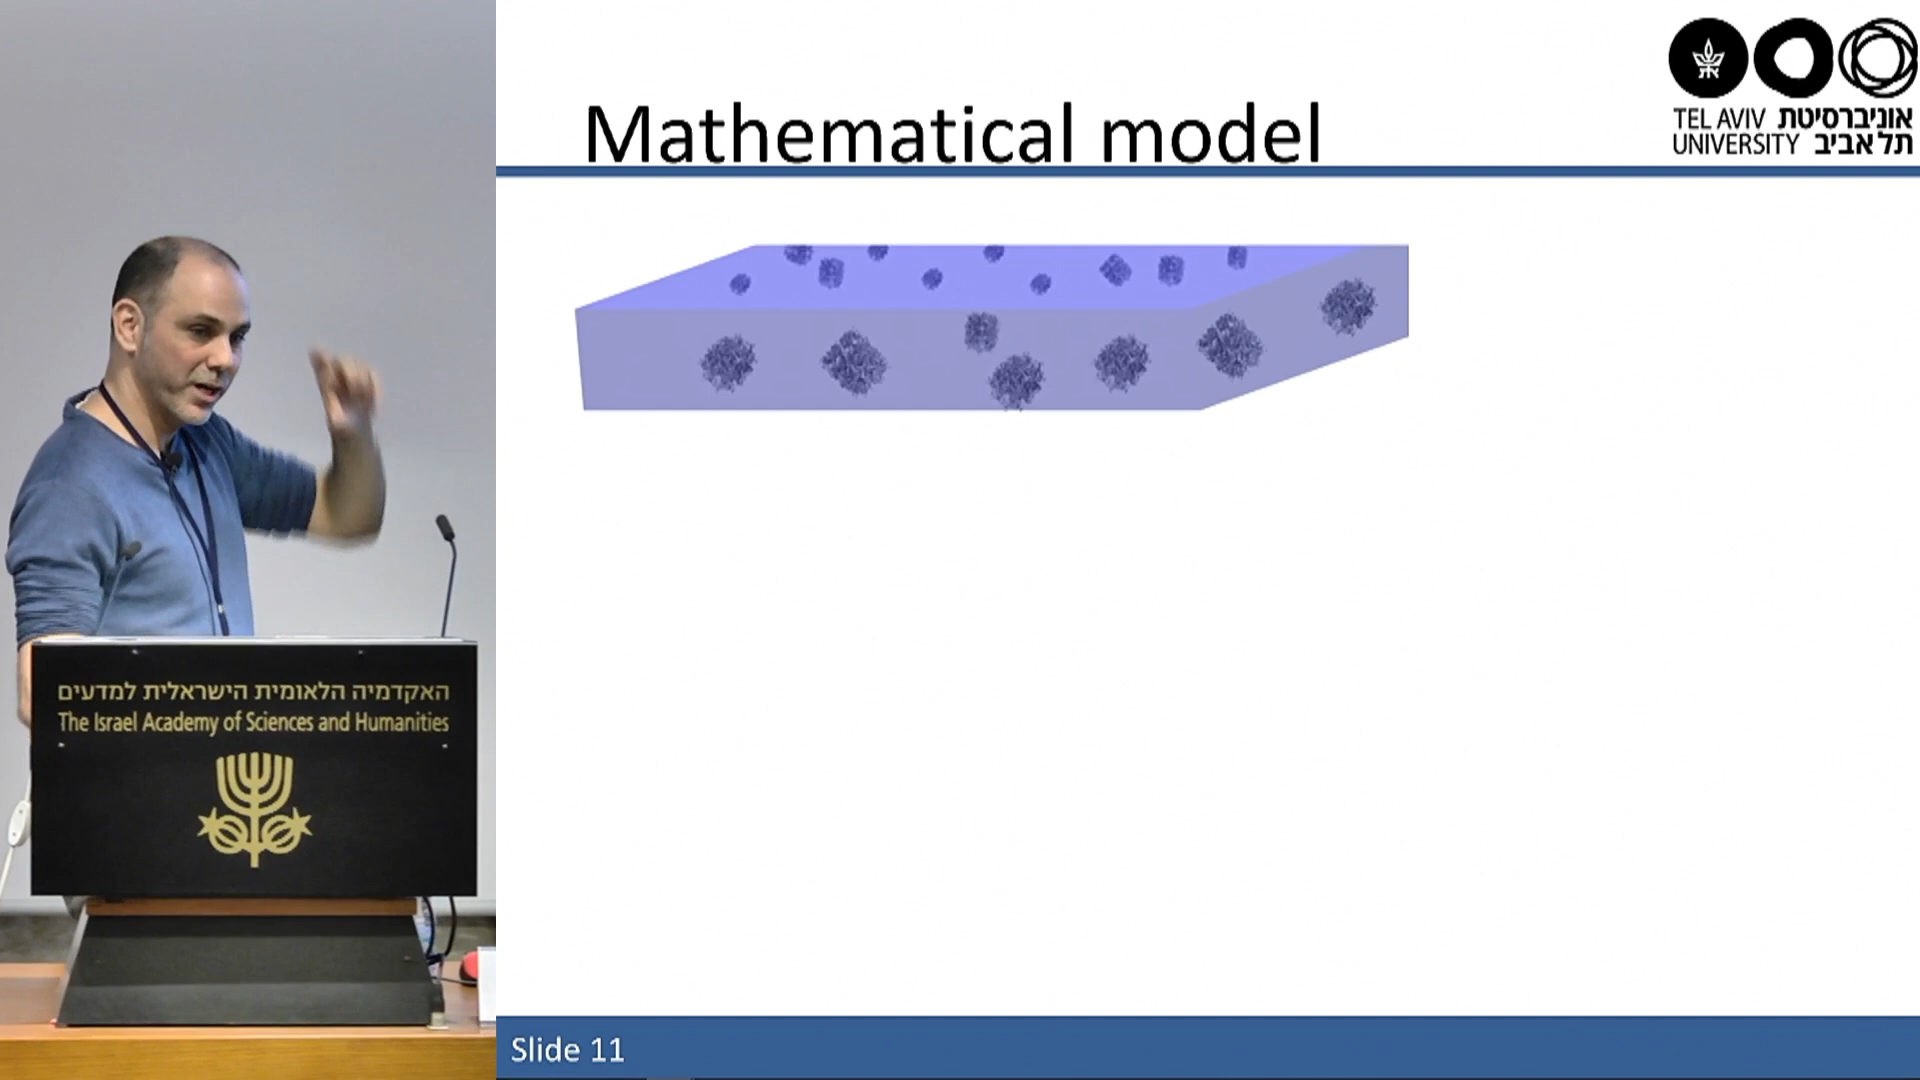 Mathematical model
TEL AVIV אוניברסיטת
UNIVERSITY תל אביב
האקדמיה הלאומית הישראלית למדעים
The Israel Academy of Sciences and Humanities
Slide 11